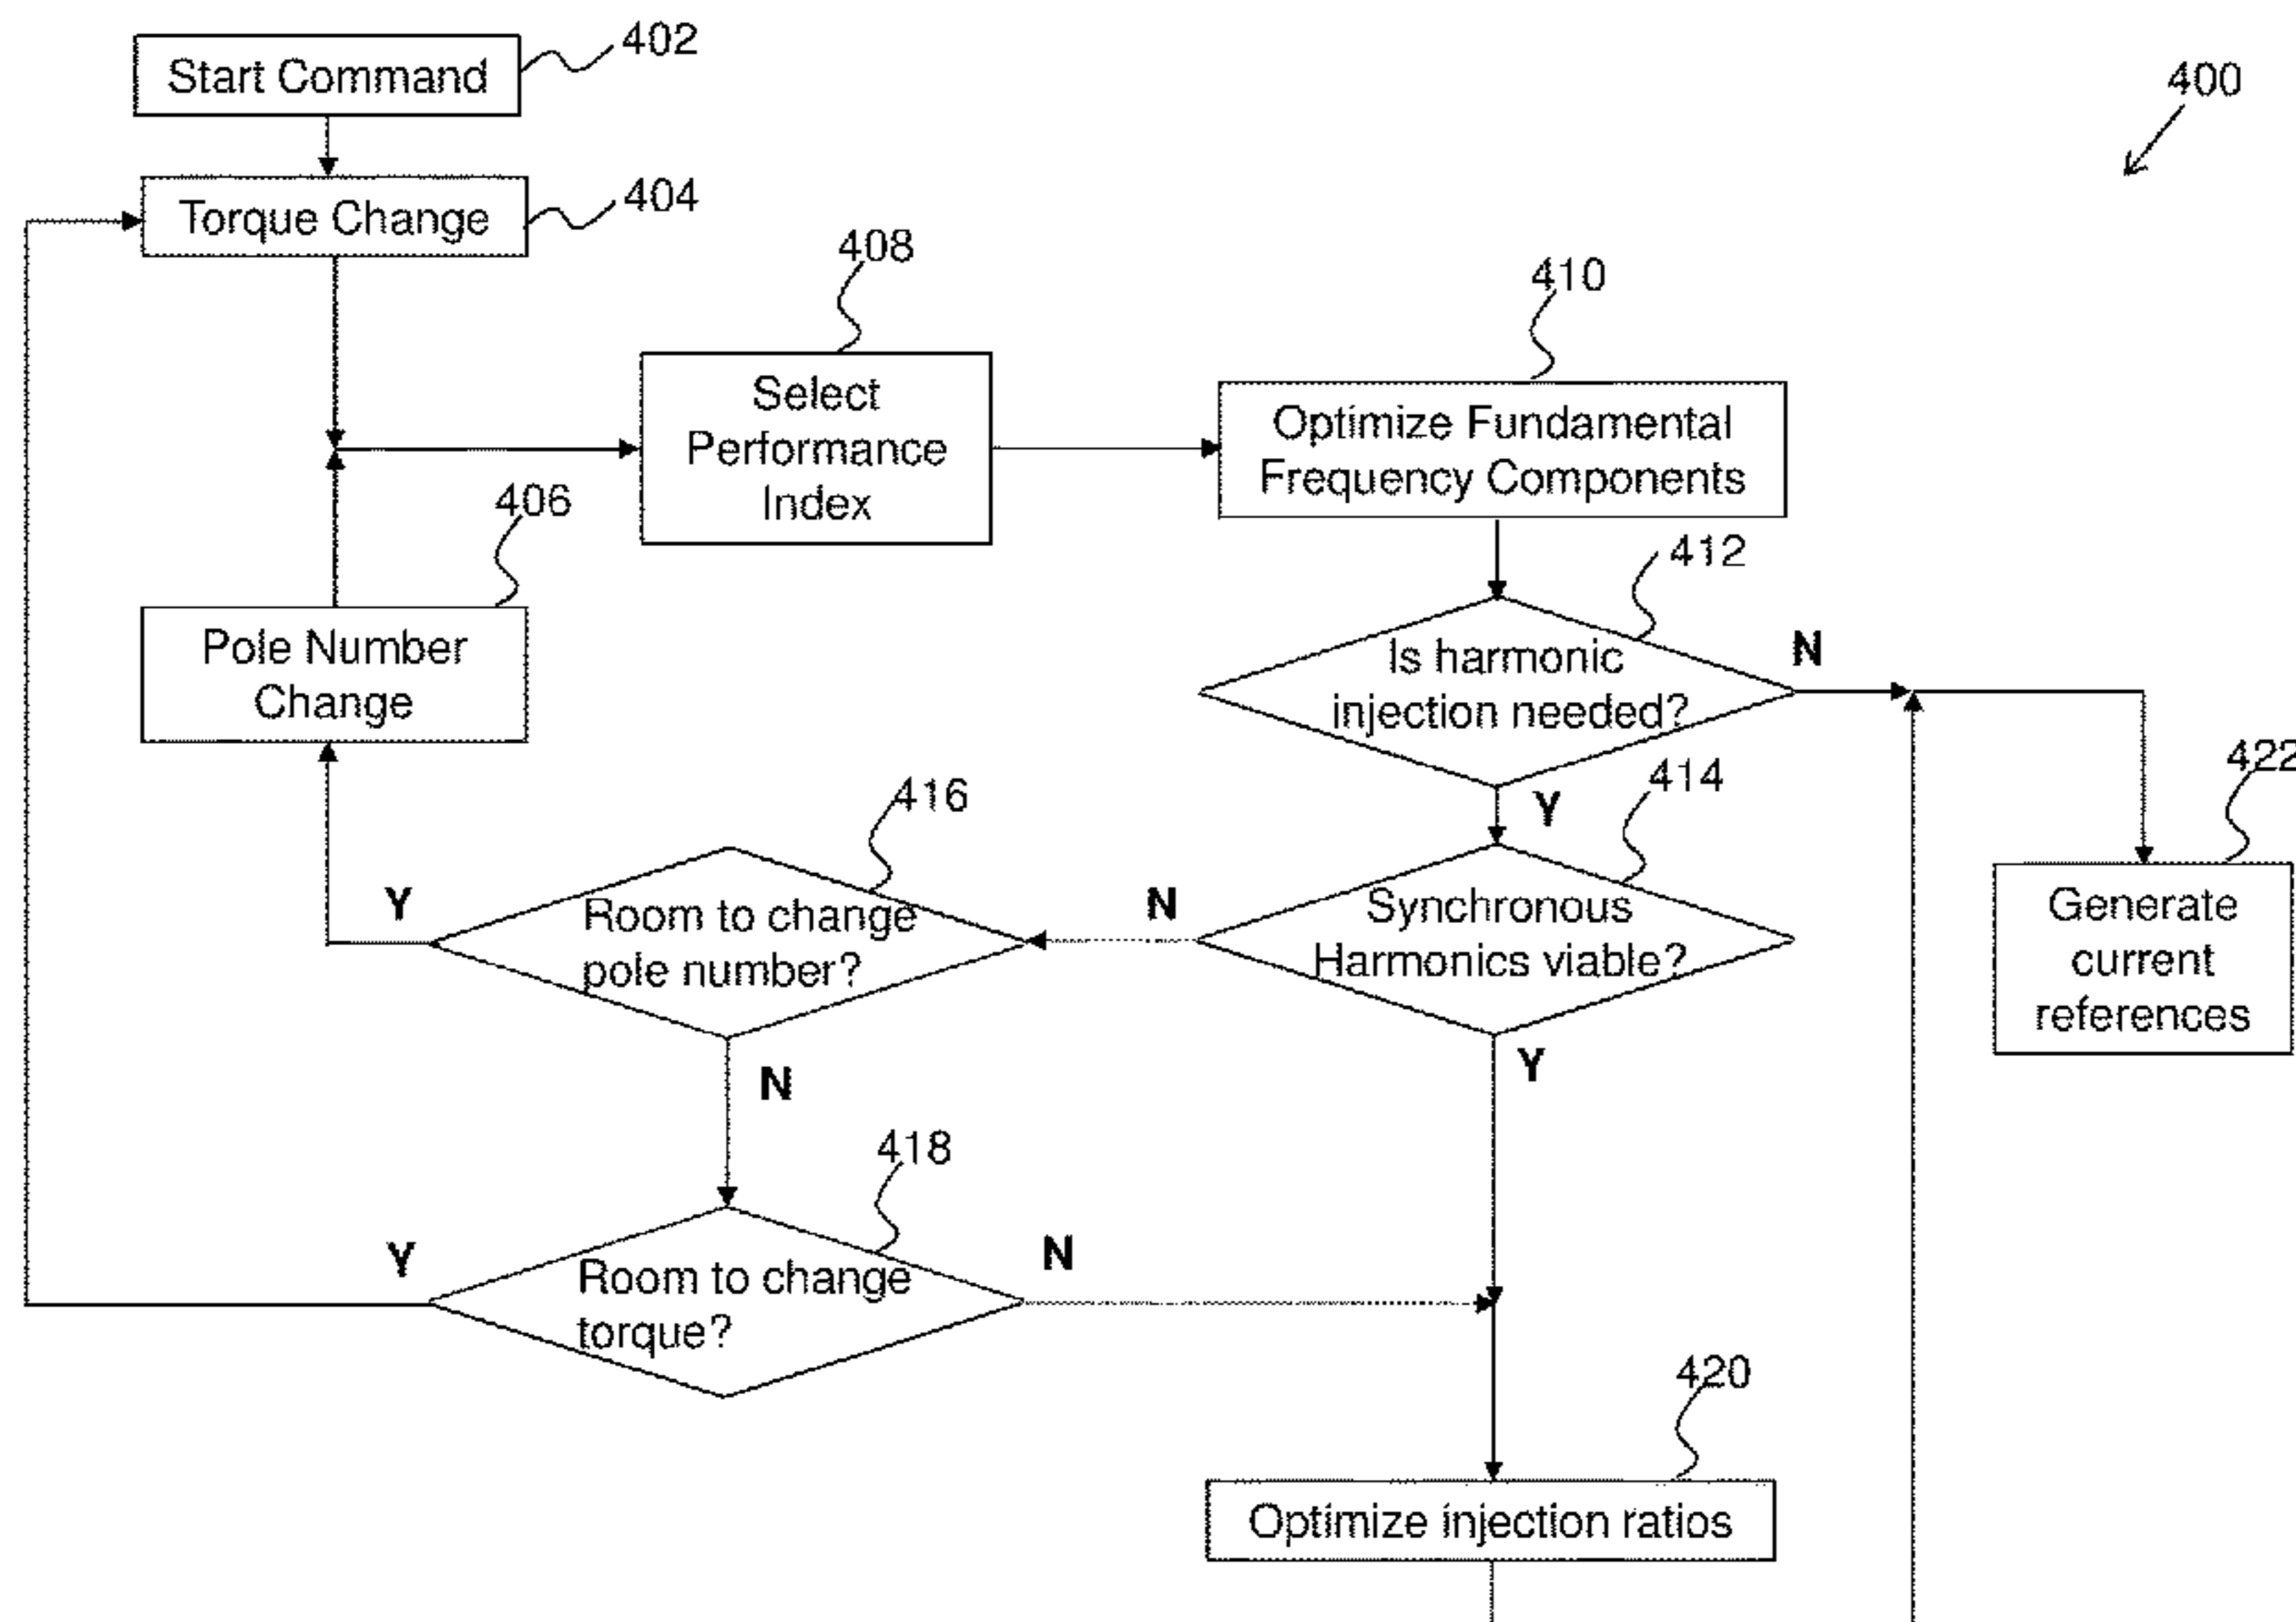 402
Start Command
400
404
Torque Change
408
410
Select
Performance
Index
Optimize Fundamental
Frequency Components
406
412
Pole Number
Change
Is harmonic
injection needed?
N
422
416
414
Y
Y
Room to change
pole number?
N
Synchronous
Harmonics viable?
Generate
current
references
N
Y
418
Y
Room to change
torque?
N
420
Optimize injection ratios